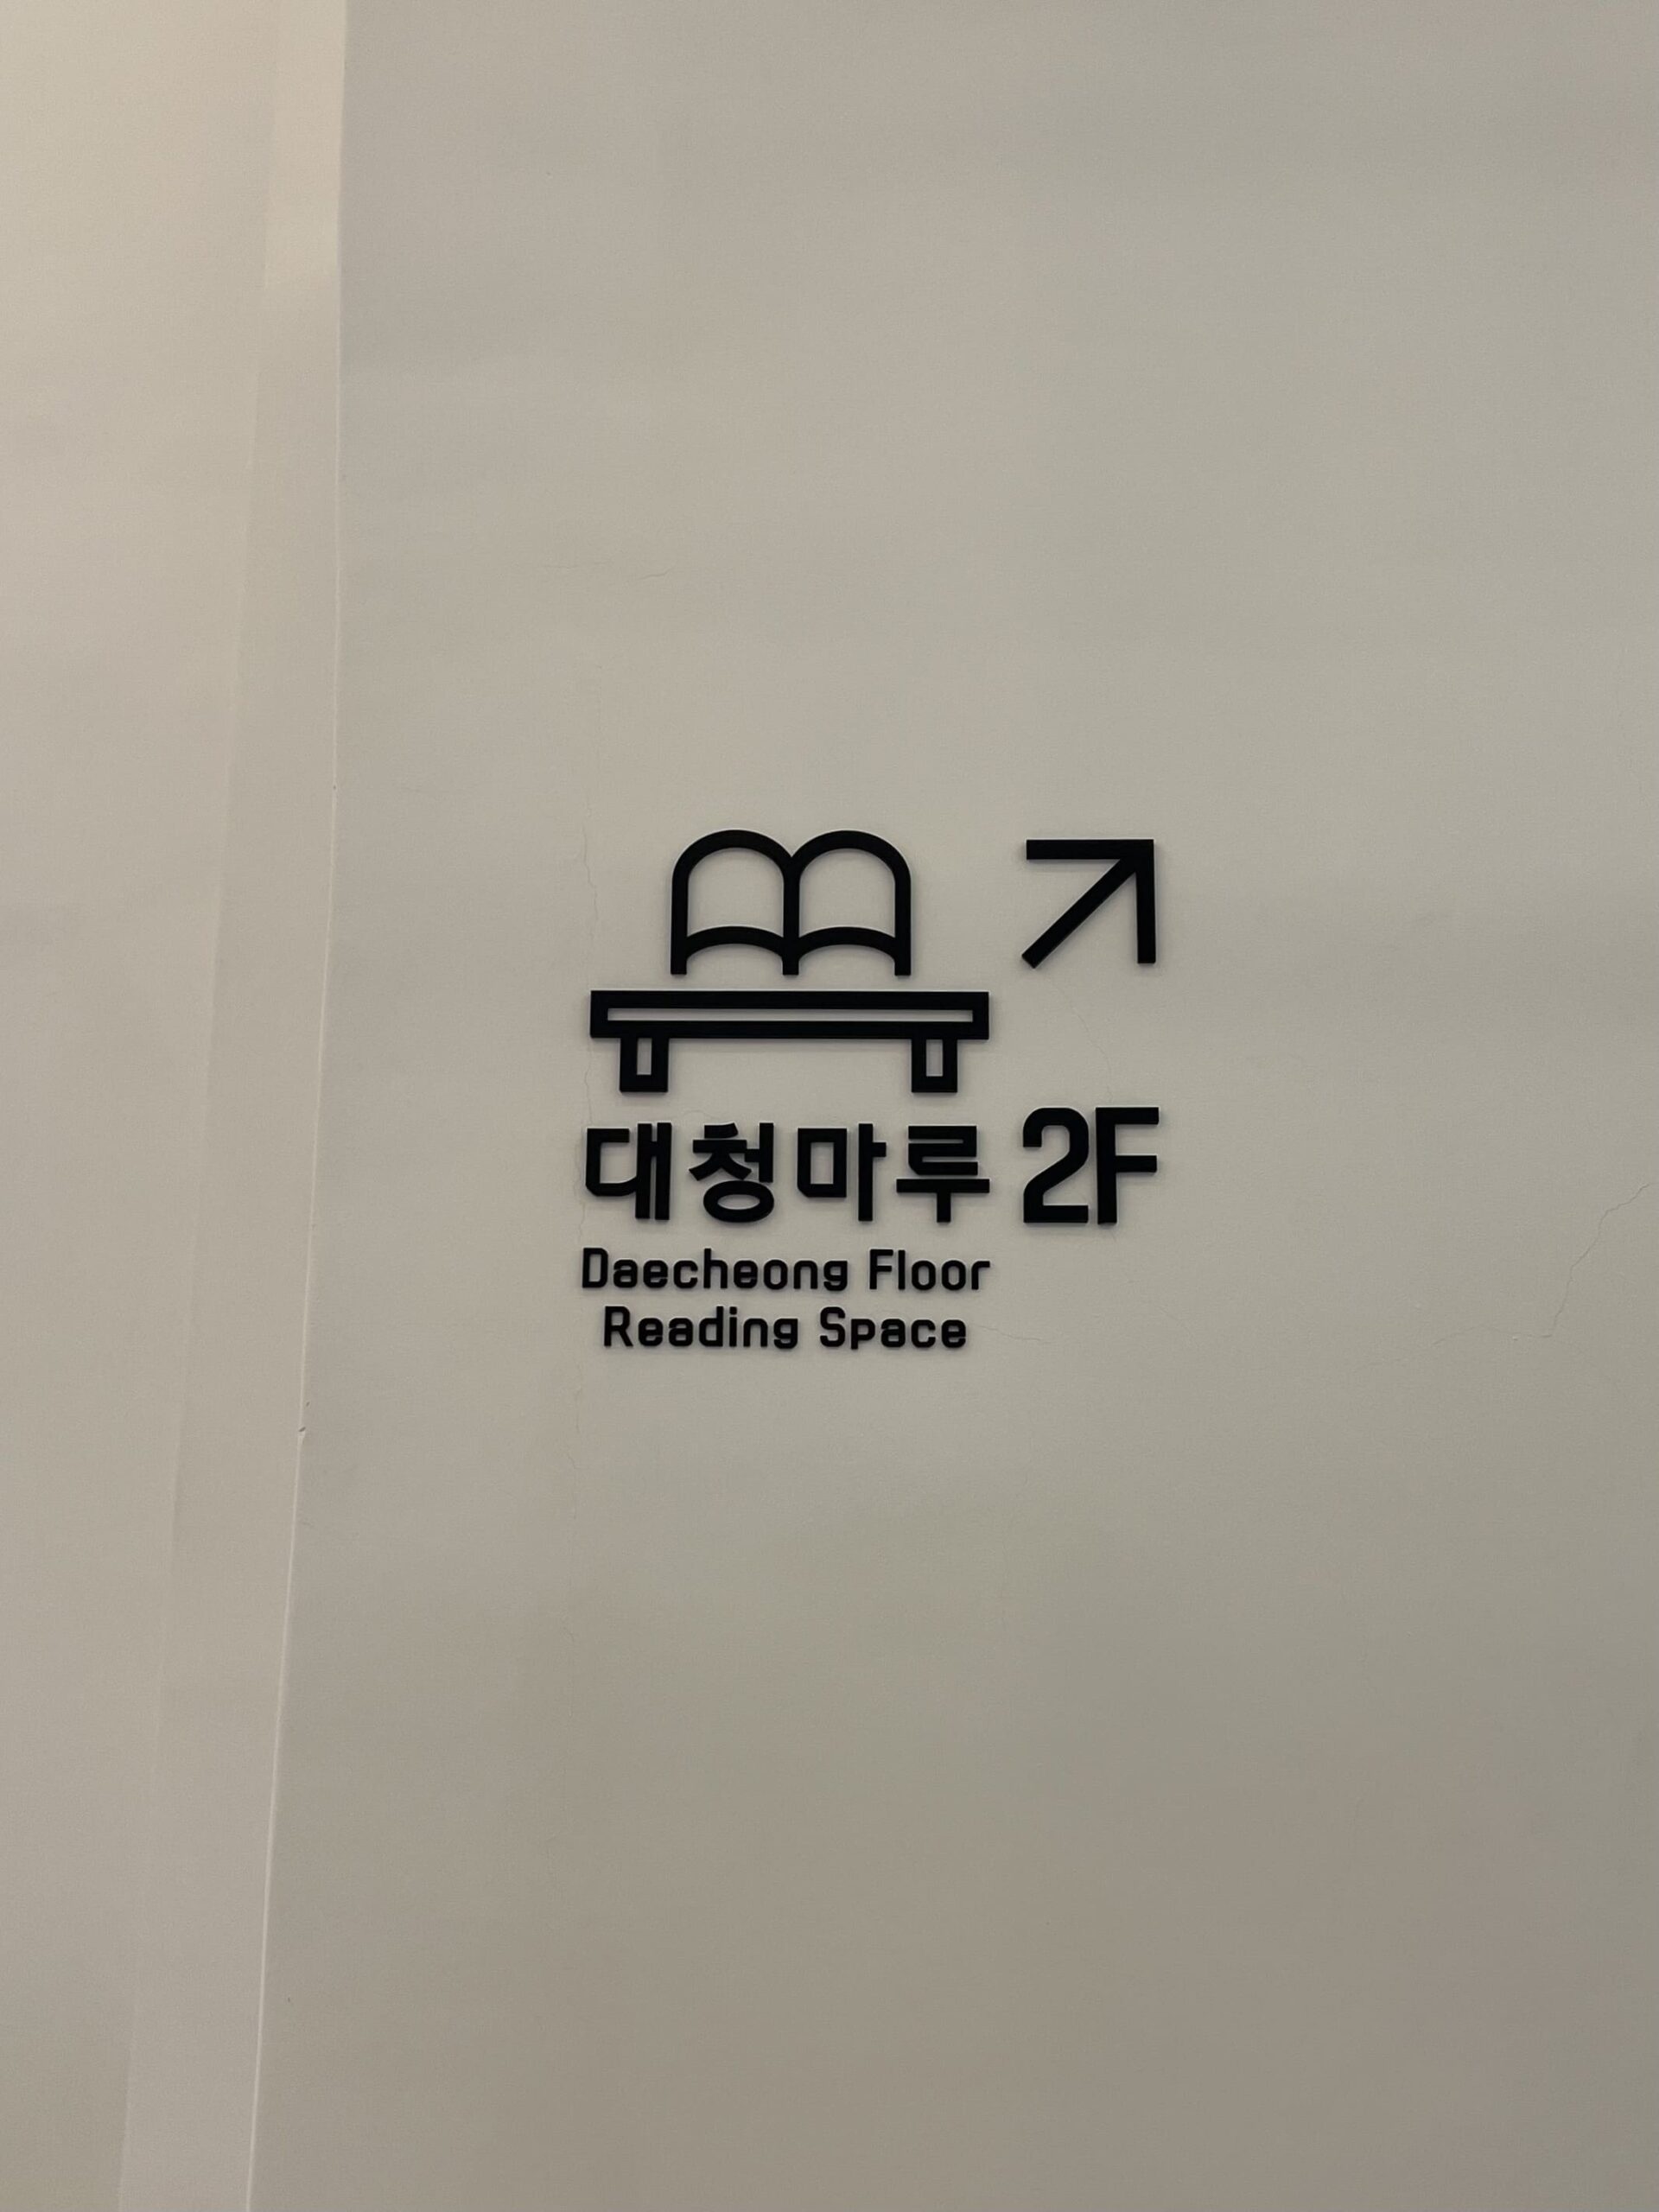 대청마루 2F
Daecheong Floor
Reading Space